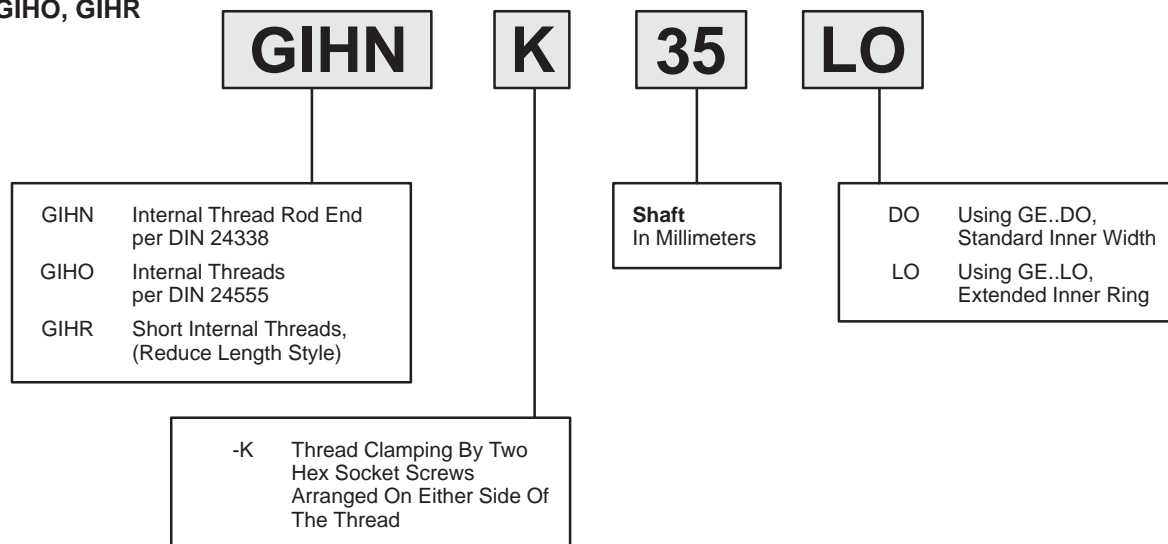 GIHO, GIHR
GIHN K 35 LO
GIHN Internal Thread Rod End
per DIN 24338
GIHO Internal Threads
per DIN 24555
GIHR Short Internal Threads,
(Reduce Length Style)
-K Thread Clamping By Two
Hex Socket Screws
Arranged On Either Side Of
The Thread
Shaft
In Millimeters
DO Using GE..DO,
Standard Inner Width
LO Using GE..LO,
Extended Inner Ring